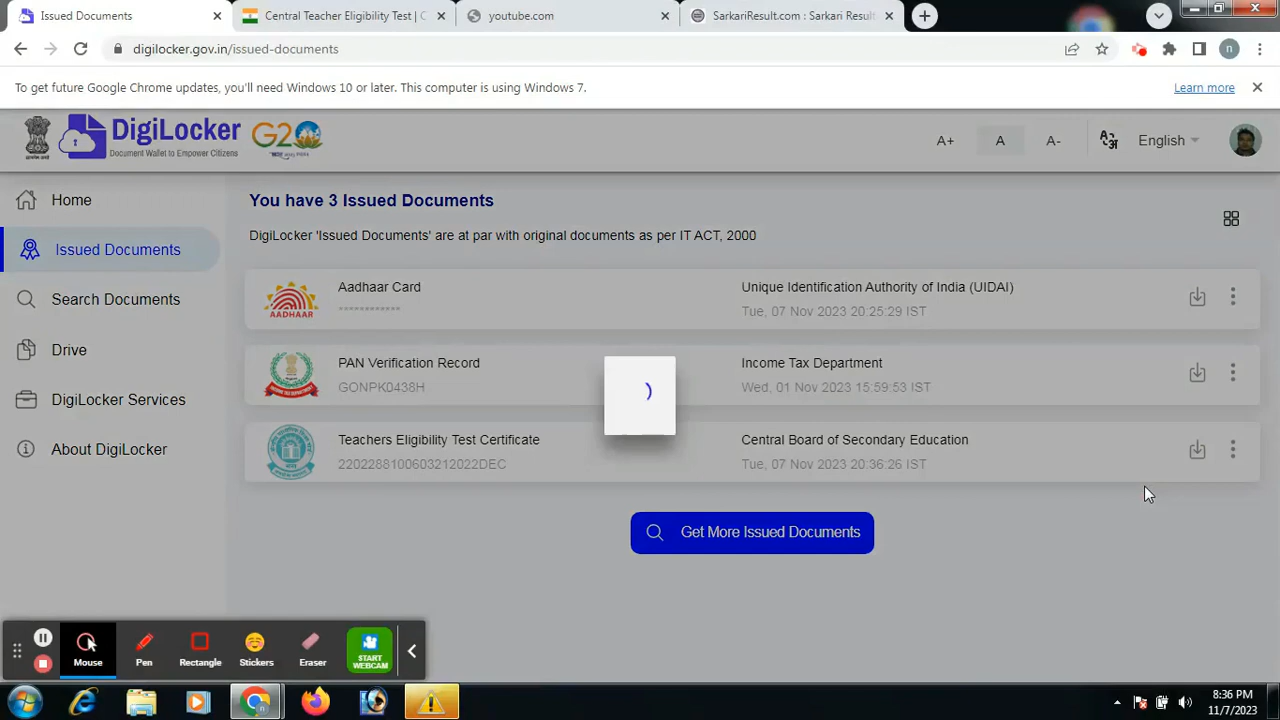 Issued Documents
Central Teacher Eligibility Test | C
youtube.com
SarkariResult.com : Sarkari Result
digilocker.gov.in/issued-documents
n
To get future Google Chrome updates, you'll need Windows 10 or later. This computer is using Windows 7.
Learn more
DigiLocker
Document Wallet to Empower Citizens
G20
A+
A
A-
English
Home
Issued Documents
Search Documents
Drive
DigiLocker Services
About DigiLocker
You have 3 Issued Documents
DigiLocker 'Issued Documents' are at par with original documents as per IT ACT, 2000
AADHAAR
Aadhaar Card
************
Unique Identification Authority of India (UIDAI)
Tue, 07 Nov 2023 20:25:29 IST
PAN Verification Record
GONPK0438H
Income Tax Department
Wed, 01 Nov 2023 15:59:53 IST
Teachers Eligibility Test Certificate
220228810060321 2022DEC
Central Board of Secondary Education
Tue, 07 Nov 2023 20:36:26 IST
Get More Issued Documents
Mouse
Pen
Rectangle
Stickers
Eraser
START
WEBCAM
8:36 PM
11/7/2023